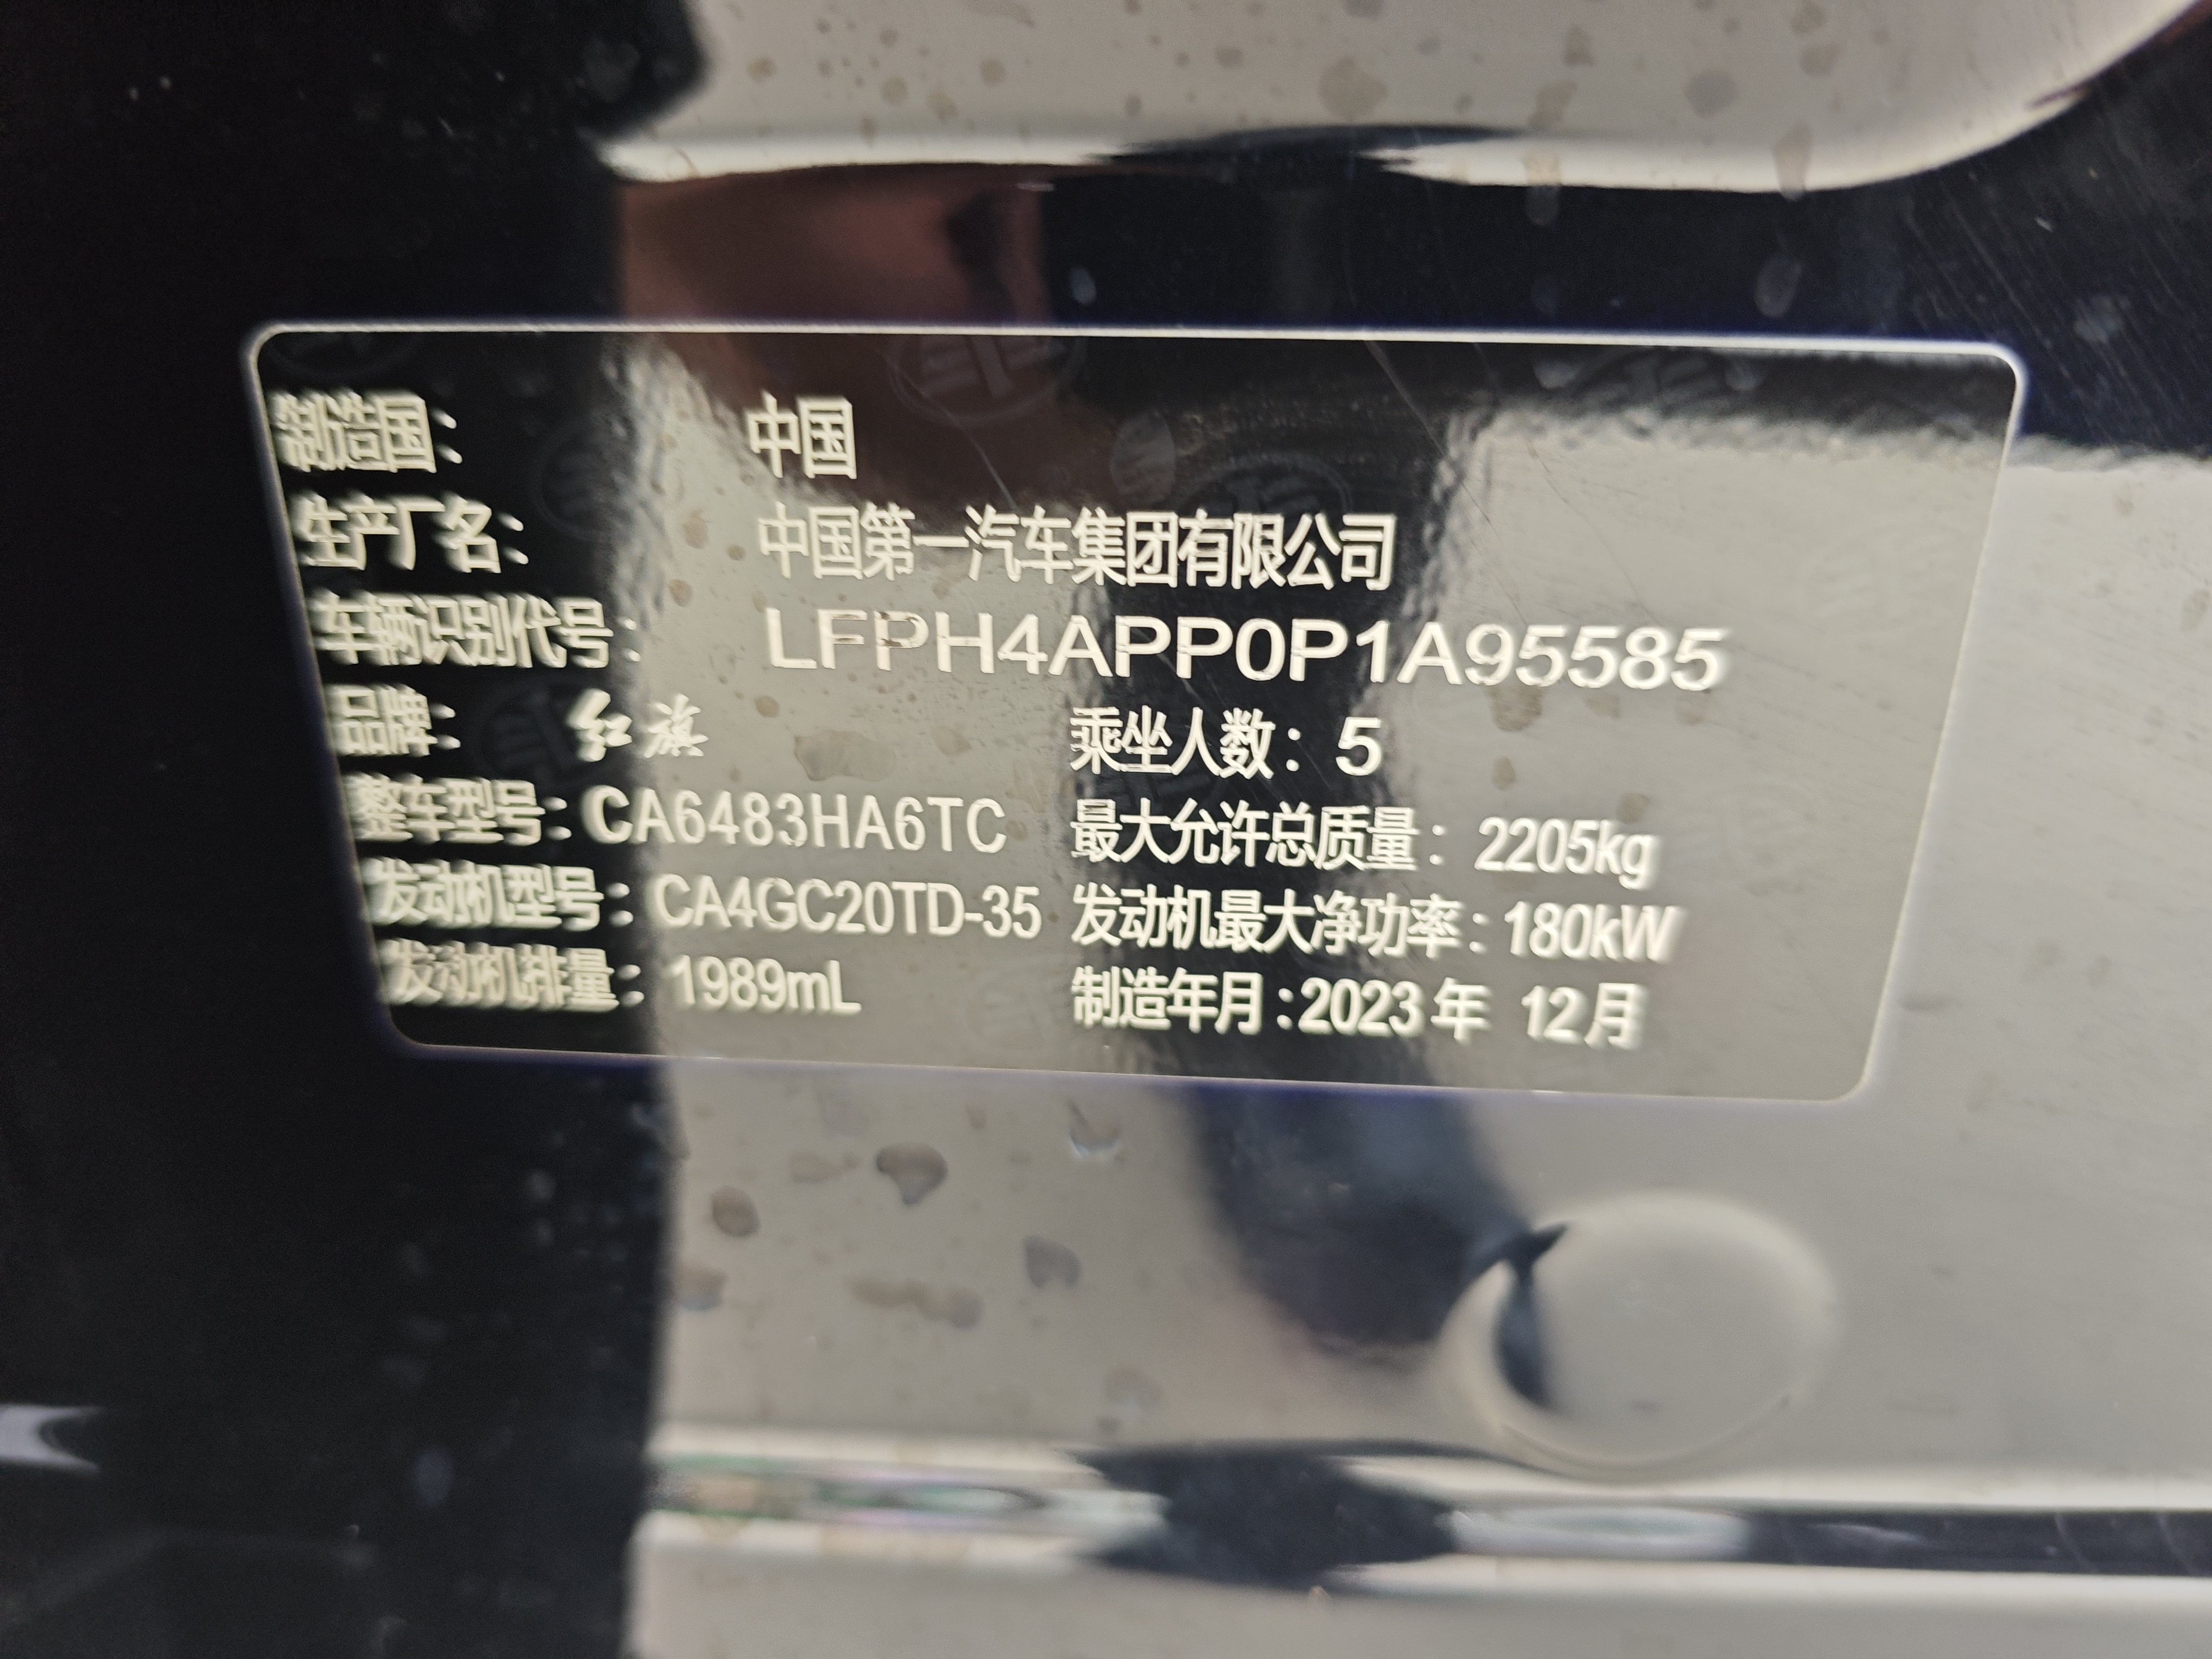 制造国： 中国
生产厂名： 中国第一汽车集团有限公司
车辆识别代号： LFPH4APP0P1A95585
品牌： 红旗 乘坐人数：5
整车型号：CA6483HA6TC 最大允许总质量：2205kg
发动机型号：CA4GC20TD-35 发动机最大净功率：180kW
发动机排量：1989mL 制造年月：2023年 12月